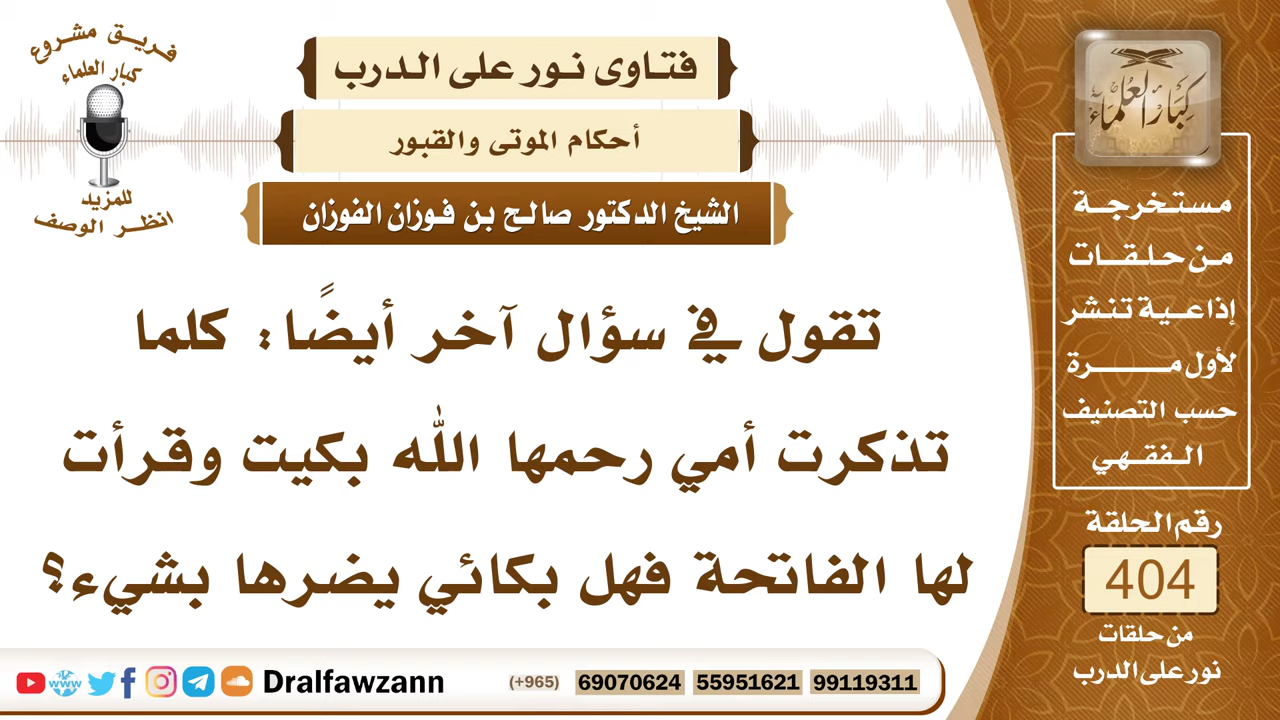 فريق مشروع
كبار العلماء
للمزيد
انظر الوصف
فتاوى نور على الدرب
أحكام الموتى والقبور
الشيخ الدكتور صالح بن فوزان الفوزان
تقول في سؤال آخر أيضًا: كلما
تذكرت أمي رحمها الله بكيت وقرأت
لها الفاتحة فهل بكائي يضرها بشيء؟
كبار العلماء
مستخرجة
من حلقات
إذاعية تنشر
لأول مرة
حسب التصنيف
الفقهي
رقم الحلقة
404
من حلقات
نور على الدرب
www Dralfawzann (+965) 69070624 55951621 99119311